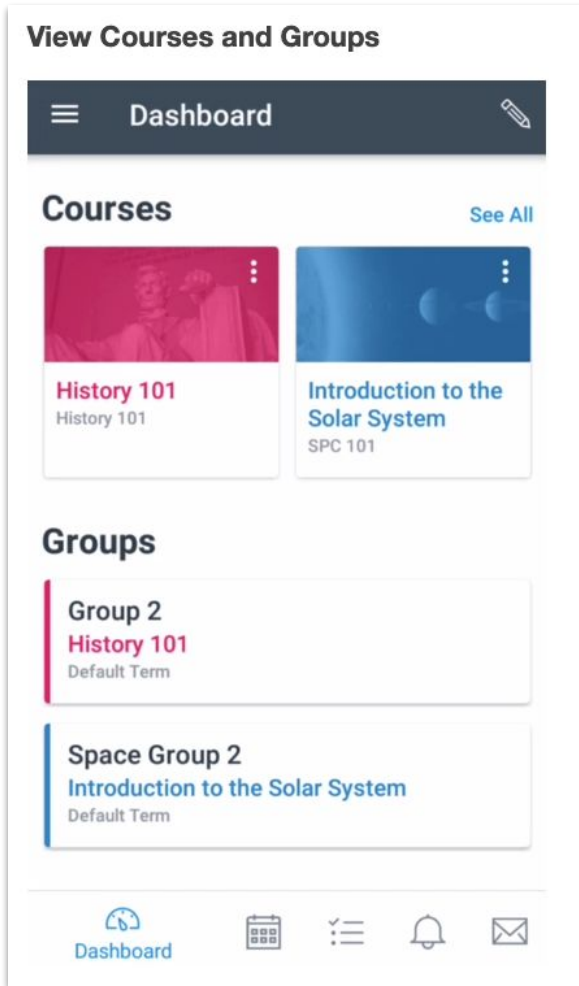 View Courses and Groups
Dashboard
Courses
See All
History 101
History 101
Introduction to the
Solar System
SPC 101
Groups
Group 2
History 101
Default Term
Space Group 2
Introduction to the Solar System
Default Term
Dashboard